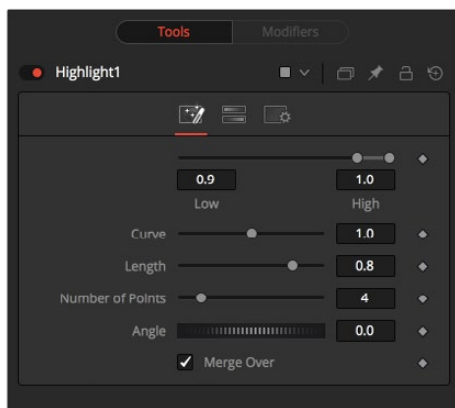 Tools Modifiers
Highlight1
0.9 1.0
Low High
Curve 1.0
Length 0.8
Number of Points 4
Angle 0.0
Merge Over